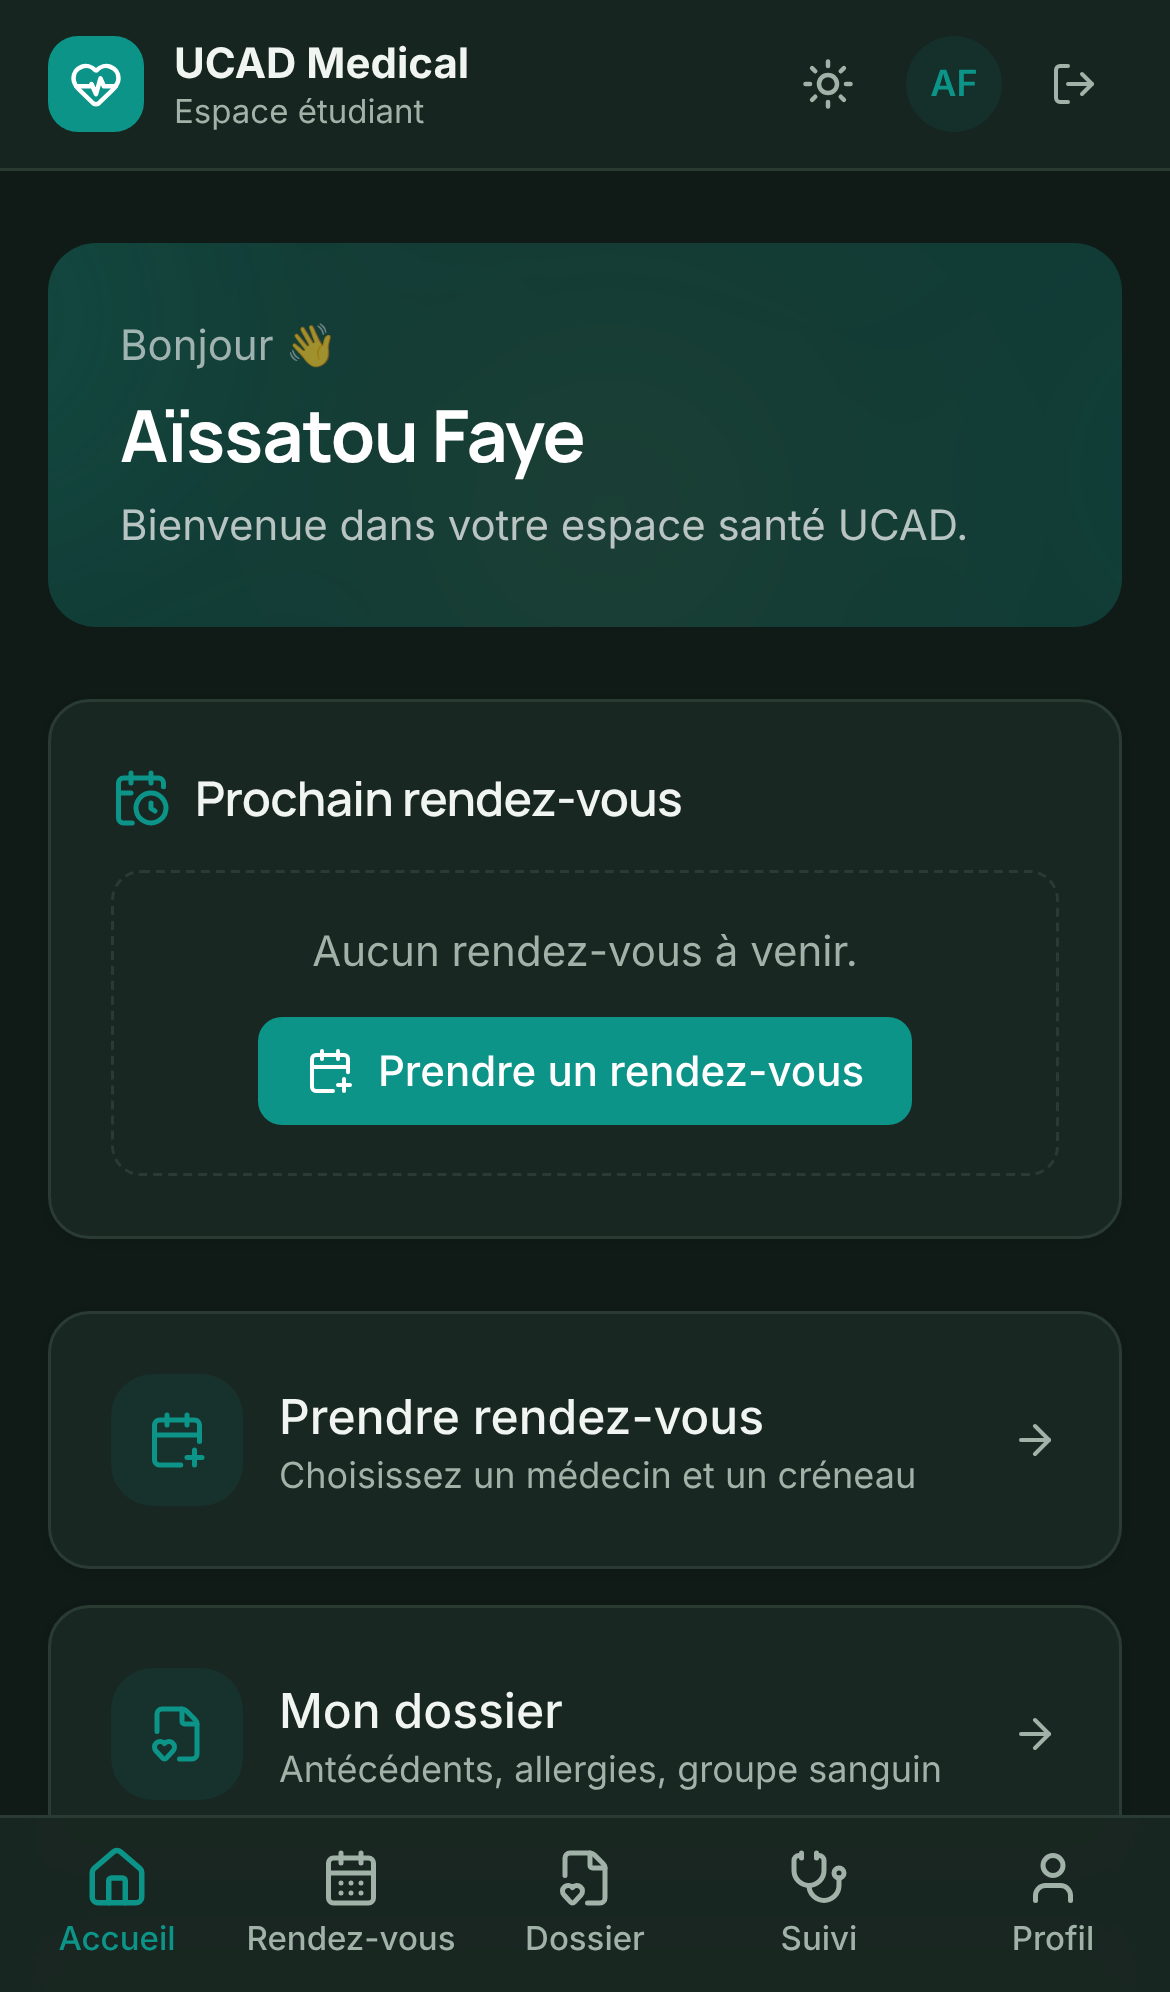 UCAD Medical
Espace étudiant
AF
Bonjour 👋
Aïssatou Faye
Bienvenue dans votre espace santé UCAD.
Prochain rendez-vous
Aucun rendez-vous à venir.
Prendre un rendez-vous
Prendre rendez-vous
Choisissez un médecin et un créneau
Mon dossier
Antécédents, allergies, groupe sanguin
Accueil
Rendez-vous
Dossier
Suivi
Profil